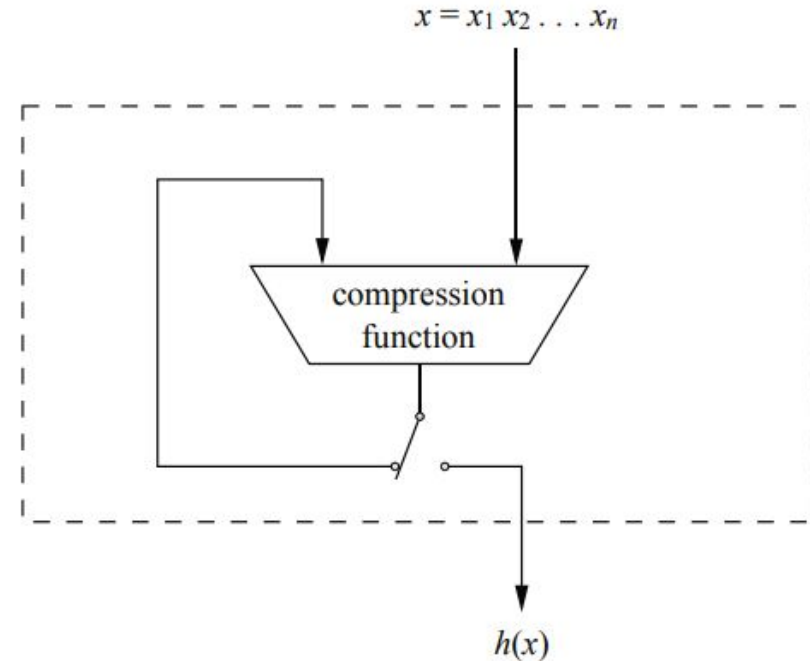 x = x1 x2 . . . xn
compression
function
h(x)